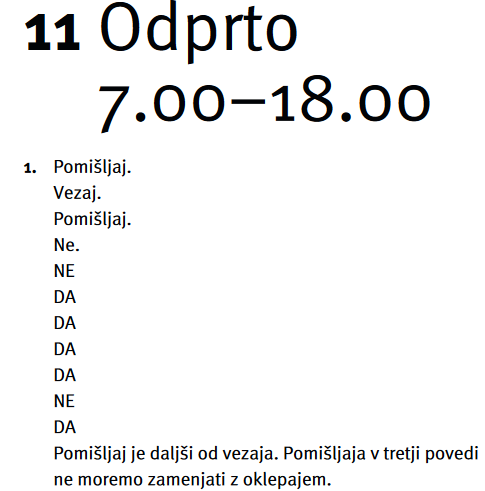 11 Odprto
7.00–18.00
1. Pomišljaj.
Vezaj.
Pomišljaj.
Ne.
NE
DA
DA
DA
DA
NE
DA
Pomišljaj je daljši od vezaja. Pomišljaja v tretji povedi
ne moremo zamenjati z oklepajem.